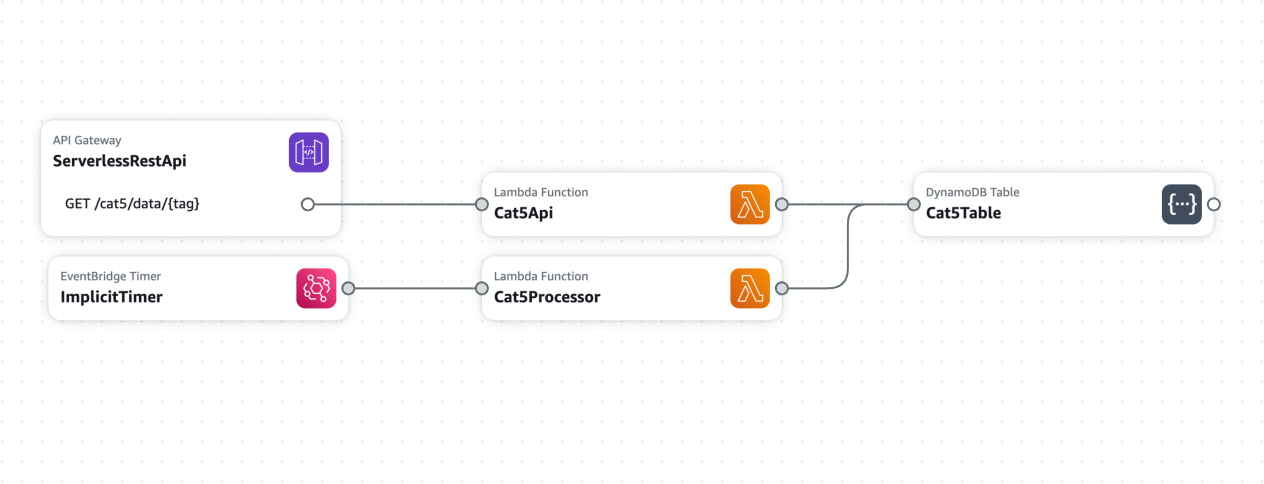 API Gateway
ServerlessRestApi
GET /cat5/data/{tag}
EventBridge Timer
ImplicitTimer
Lambda Function
Cat5Api
Lambda Function
Cat5Processor
DynamoDB Table
Cat5Table